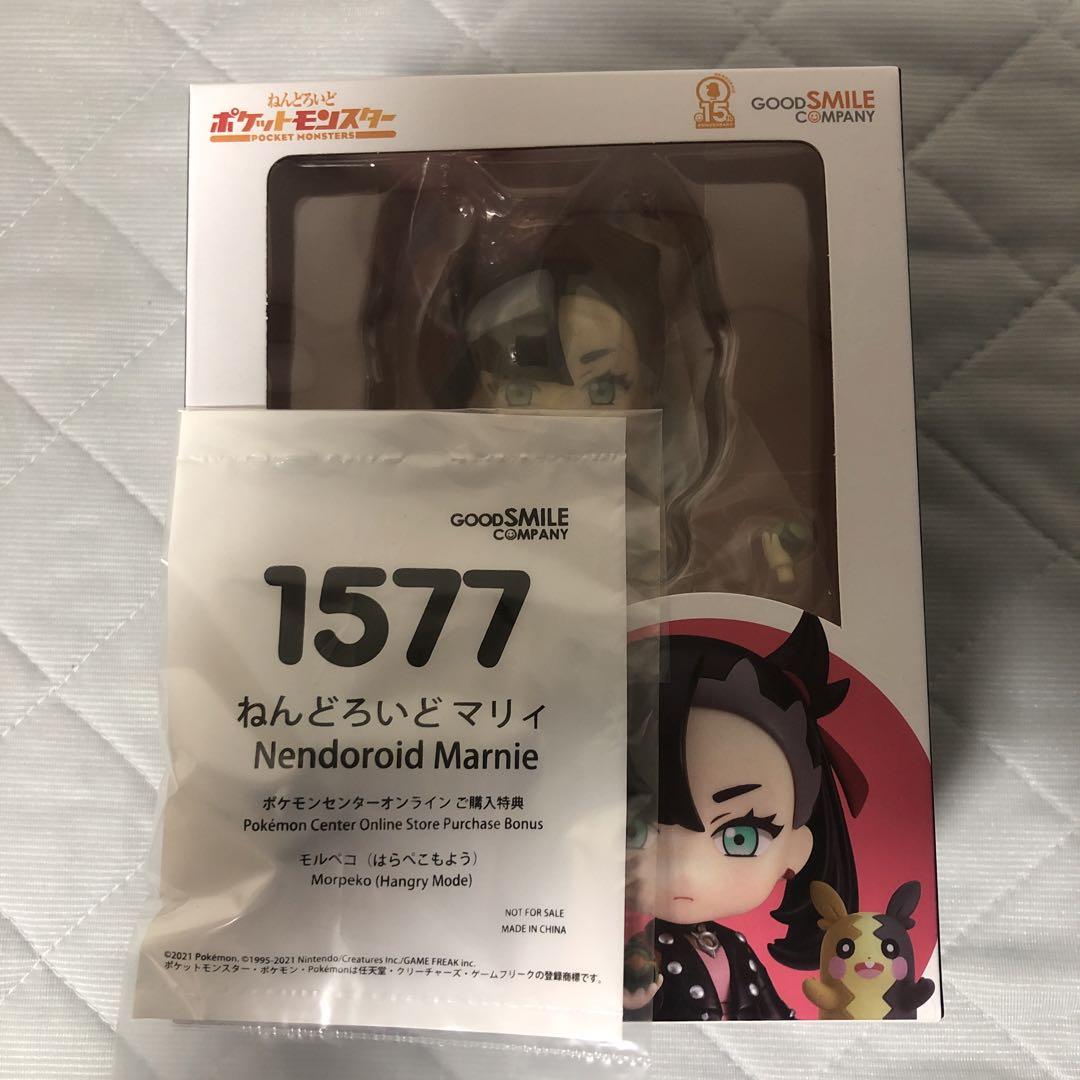 ねんどろいど
ポケットモンスター
POCKET MONSTERS
15
ANNIVERSARY
GOOD SMILE
COMPANY
GOOD SMILE
COMPANY
1577
ねんどろいど マリィ
Nendoroid Marnie
ポケモンセンターオンライン ご購入特典
Pokémon Center Online Store Purchase Bonus
モルペコ（はらぺこもよう）
Morpeko (Hangry Mode)
NOT FOR SALE
MADE IN CHINA
©2021 Pokémon. ©1995-2021 Nintendo/Creatures Inc./GAME FREAK inc.
ポケットモンスター・ポケモン・Pokémonは任天堂・クリーチャーズ・ゲームフリークの登録商標です。